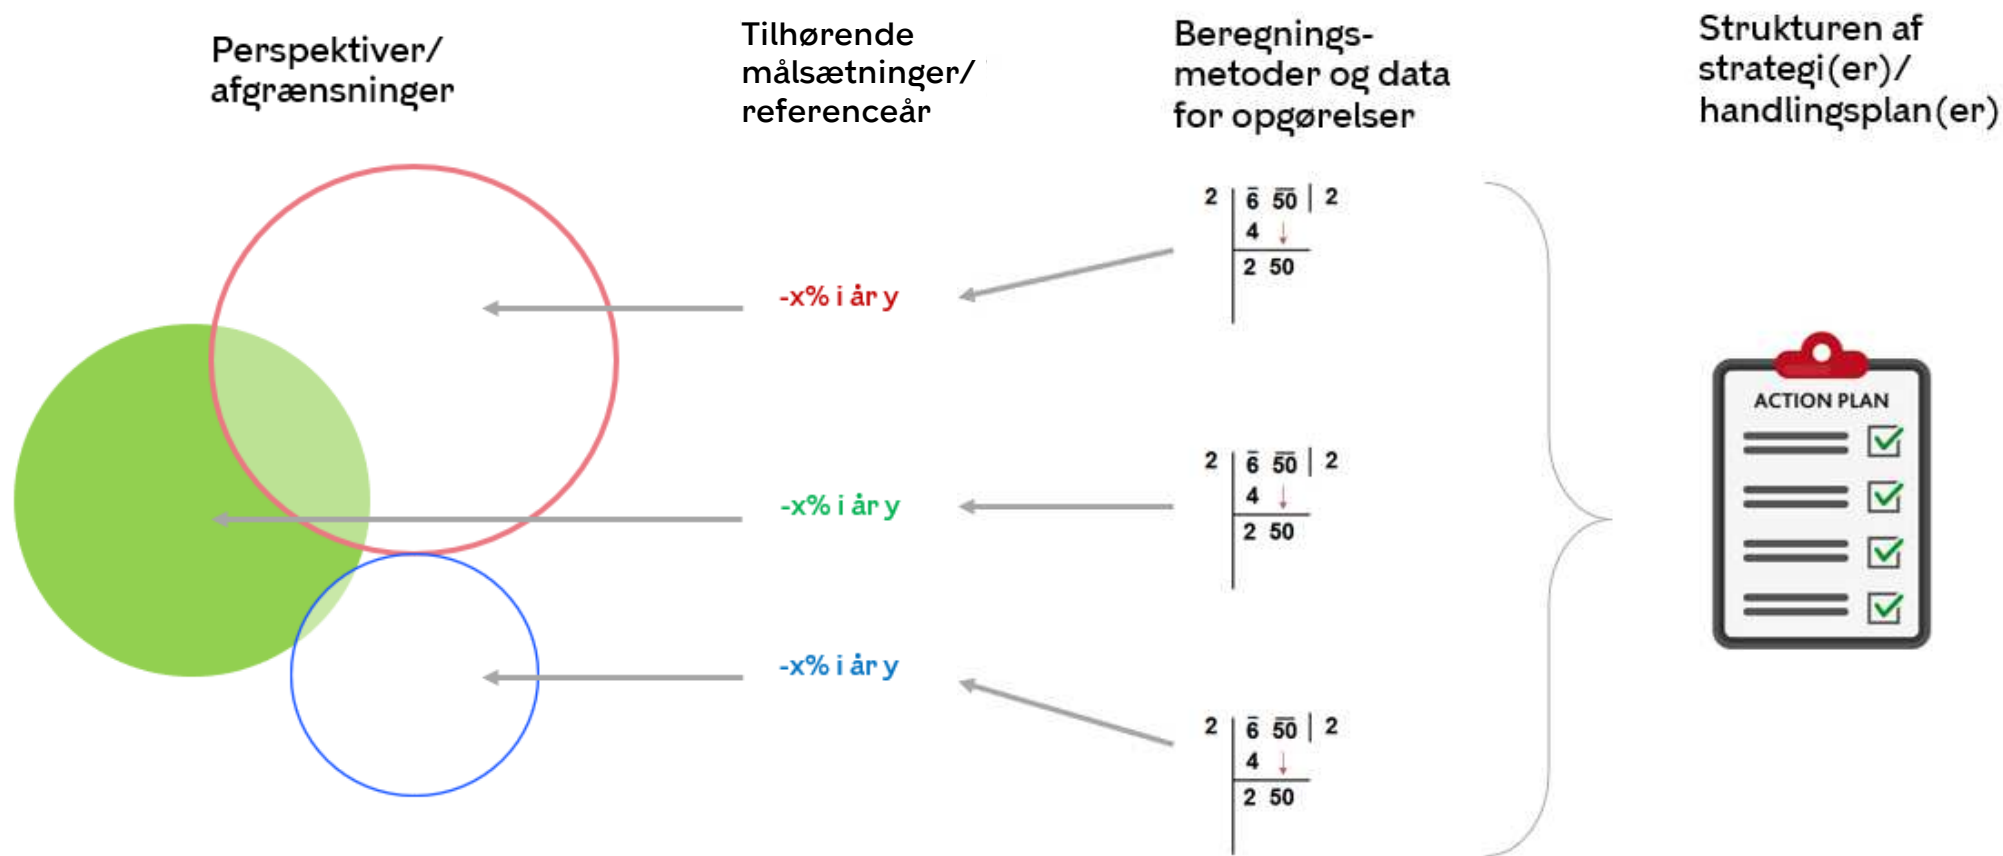 Perspektiver/
afgrænsninger
Tilhørende
målsætninger/
referenceår
Beregnings-
metoder og data
for opgørelser
Strukturen af
strategi(er)/
handlingsplan(er)
-x% i år y
2 6 50 2
4
2 50
-x% i år y
2 6 50 2
4
2 50
-x% i år y
2 6 50 2
4
2 50
ACTION PLAN